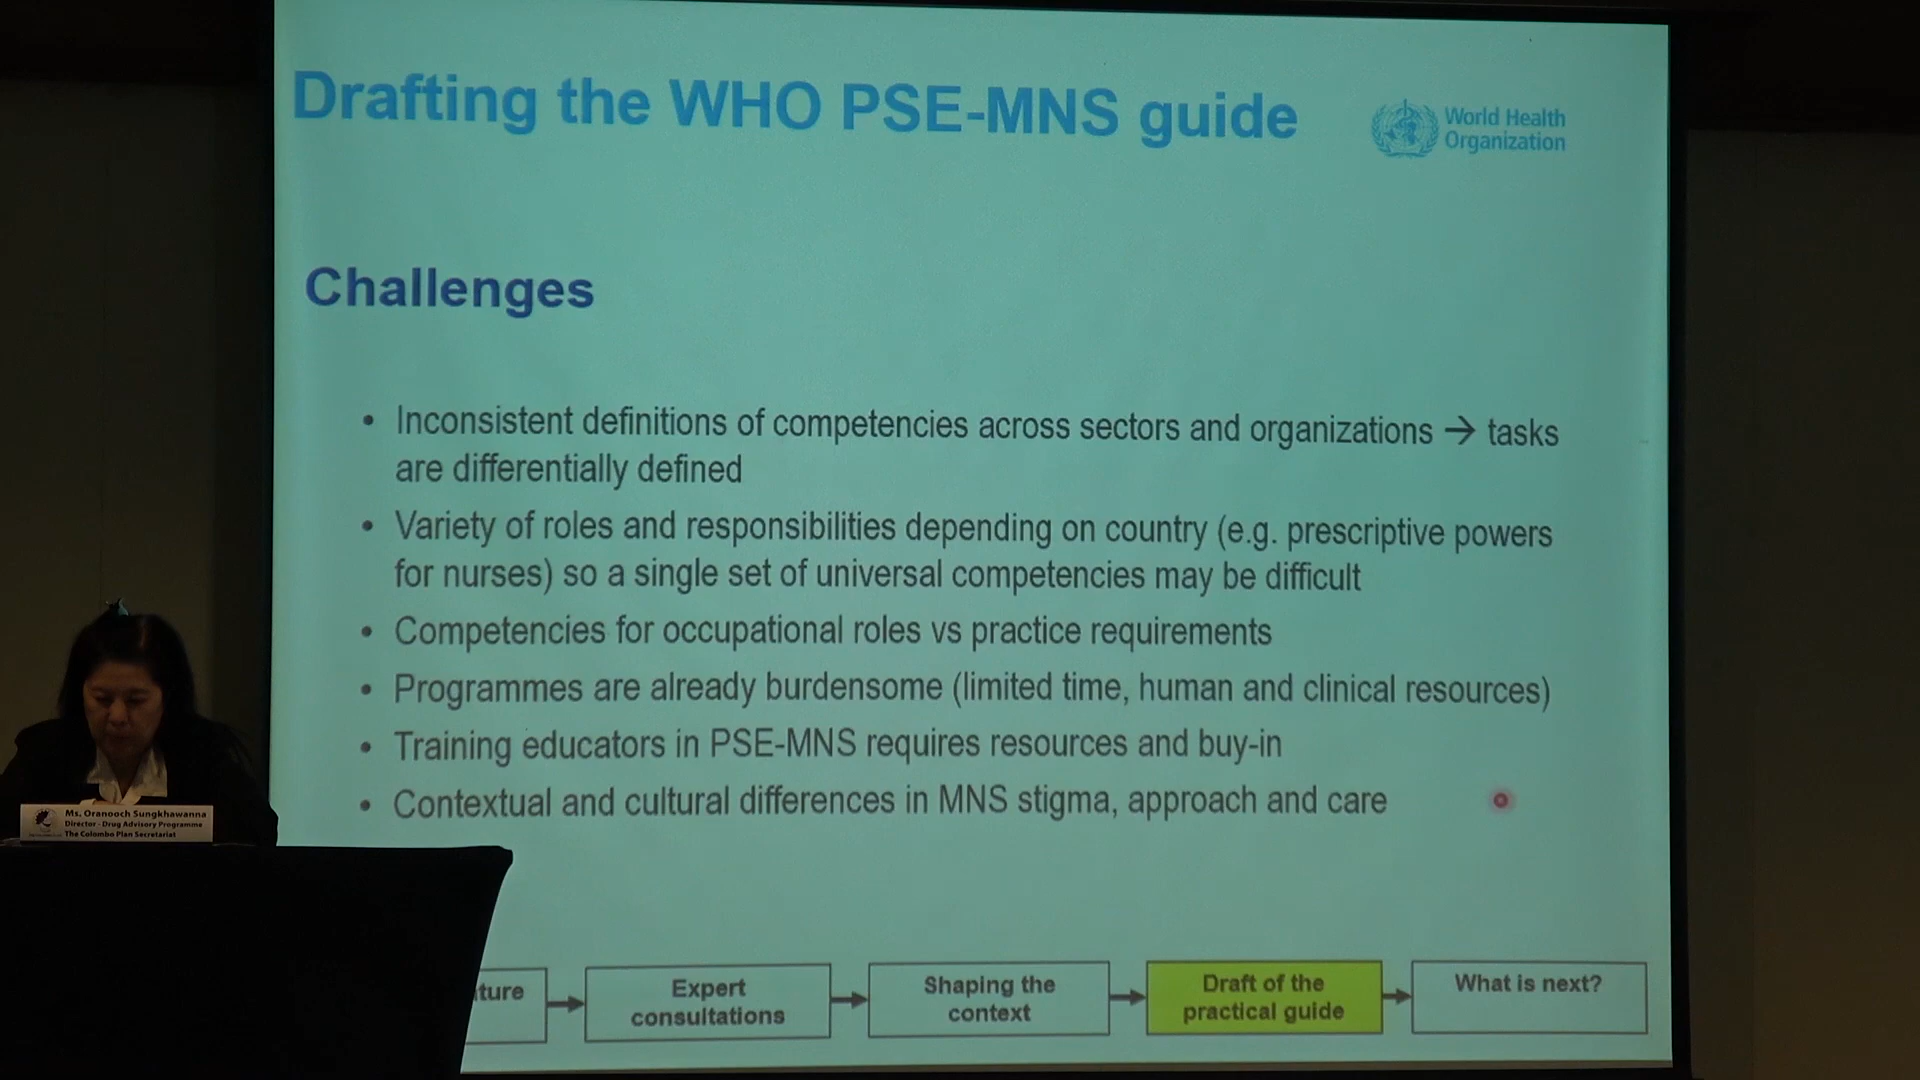 Drafting the WHO PSE-MNS guide
World Health
Organization
Challenges
• Inconsistent definitions of competencies across sectors and organizations → tasks
are differentially defined
• Variety of roles and responsibilities depending on country (e.g. prescriptive powers
for nurses) so a single set of universal competencies may be difficult
• Competencies for occupational roles vs practice requirements
• Programmes are already burdensome (limited time, human and clinical resources)
• Training educators in PSE-MNS requires resources and buy-in
• Contextual and cultural differences in MNS stigma, approach and care
Ms. Oranooch Sungkhawanna
Director - Drug Advisory Programme
The Colombo Plan Secretariat
Expert
consultations
Shaping the
context
Draft of the
practical guide
What is next?